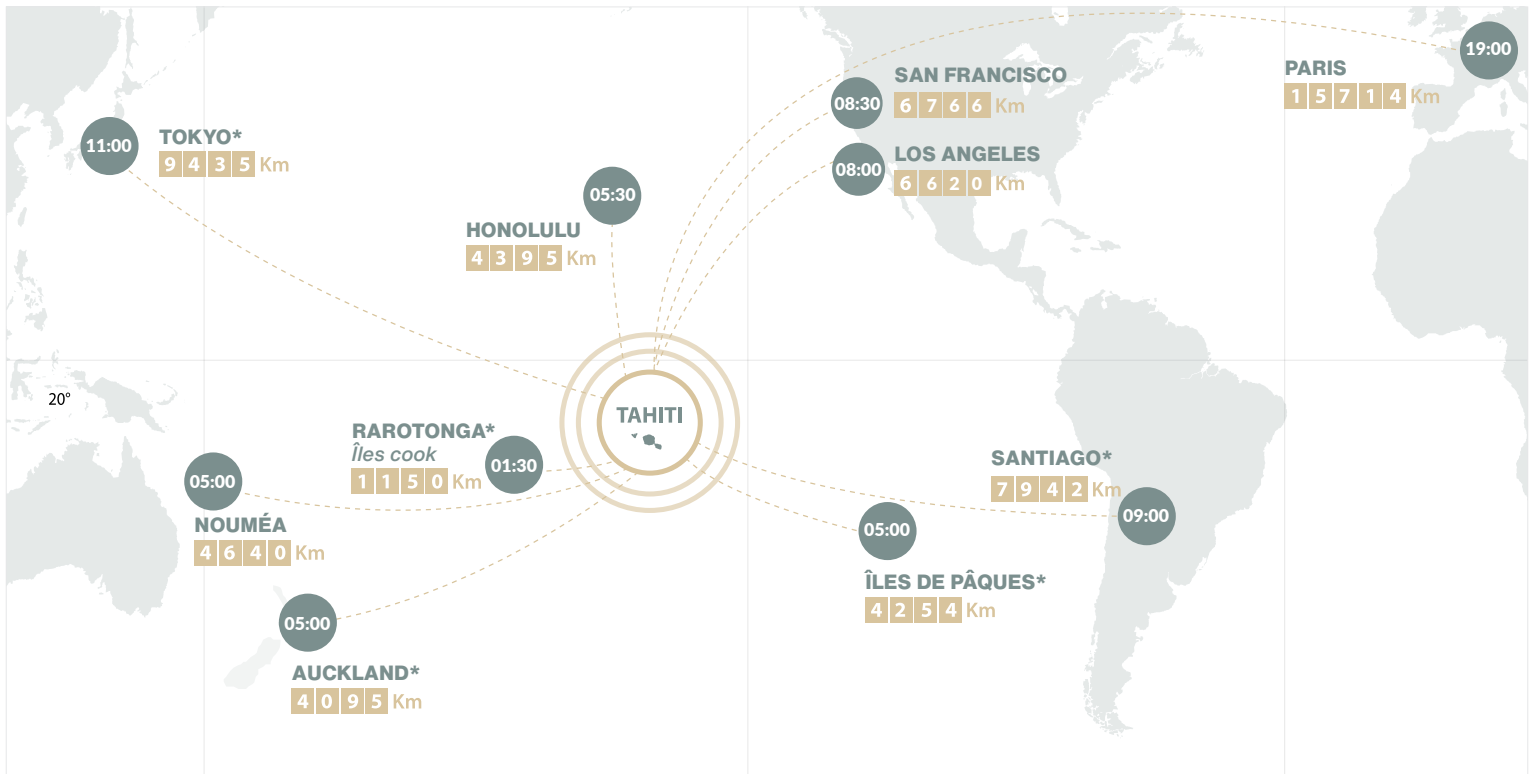 19:00
PARIS
15714 Km
SAN FRANCISCO
08:30
6766 Km
LOS ANGELES
08:00
6620 Km
11:00
TOKYO*
9435 Km
05:30
HONOLULU
4395 Km
20°
TAHITI
RAROTONGA*
Îles cook
01:30
1150 Km
05:00
NOUMÉA
4640 Km
SANTIAGO*
7942 Km
09:00
05:00
ÎLES DE PÂQUES*
4254 Km
05:00
AUCKLAND*
4095 Km